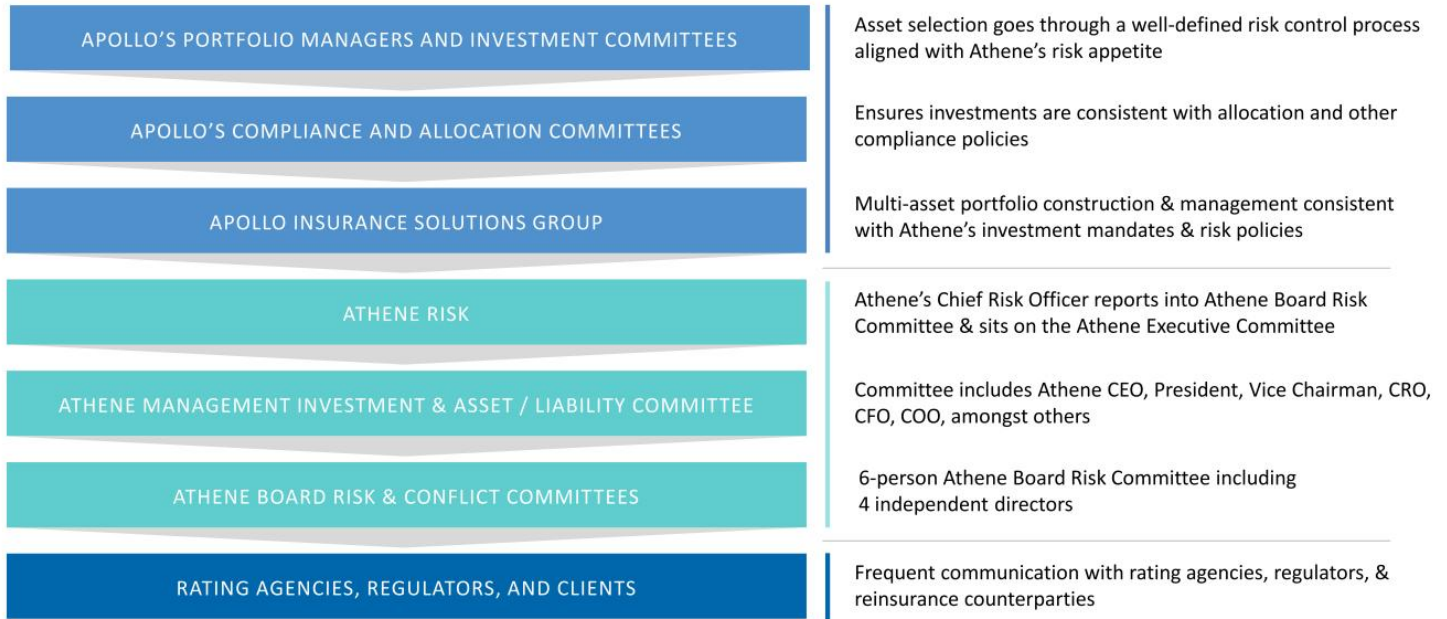 APOLLO’S PORTFOLIO MANAGERS AND INVESTMENT COMMITTEES
Asset selection goes through a well-defined risk control process
aligned with Athene’s risk appetite
APOLLO’S COMPLIANCE AND ALLOCATION COMMITTEES
Ensures investments are consistent with allocation and other
compliance policies
APOLLO INSURANCE SOLUTIONS GROUP
Multi-asset portfolio construction & management consistent
with Athene’s investment mandates & risk policies
ATHENE RISK
Athene’s Chief Risk Officer reports into Athene Board Risk
Committee & sits on the Athene Executive Committee
ATHENE MANAGEMENT INVESTMENT & ASSET / LIABILITY COMMITTEE
Committee includes Athene CEO, President, Vice Chairman, CRO,
CFO, COO, amongst others
ATHENE BOARD RISK & CONFLICT COMMITTEES
6-person Athene Board Risk Committee including
4 independent directors
RATING AGENCIES, REGULATORS, AND CLIENTS
Frequent communication with rating agencies, regulators, &
reinsurance counterparties